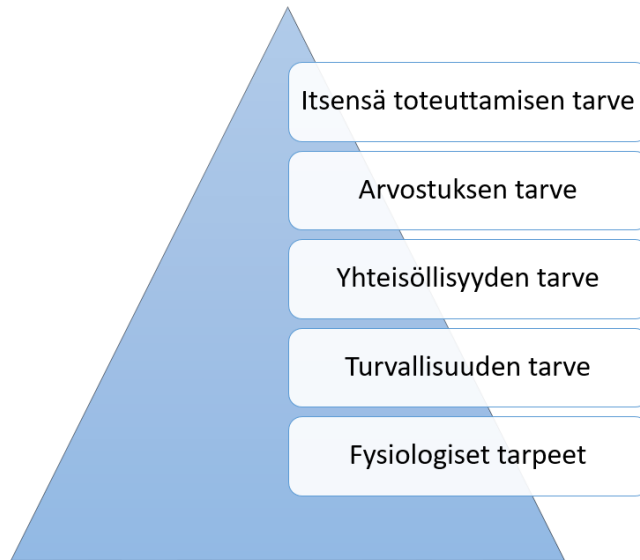 Itsensä toteuttamisen tarve
Arvostuksen tarve
Yhteisöllisyyden tarve
Turvallisuuden tarve
Fysiologiset tarpeet